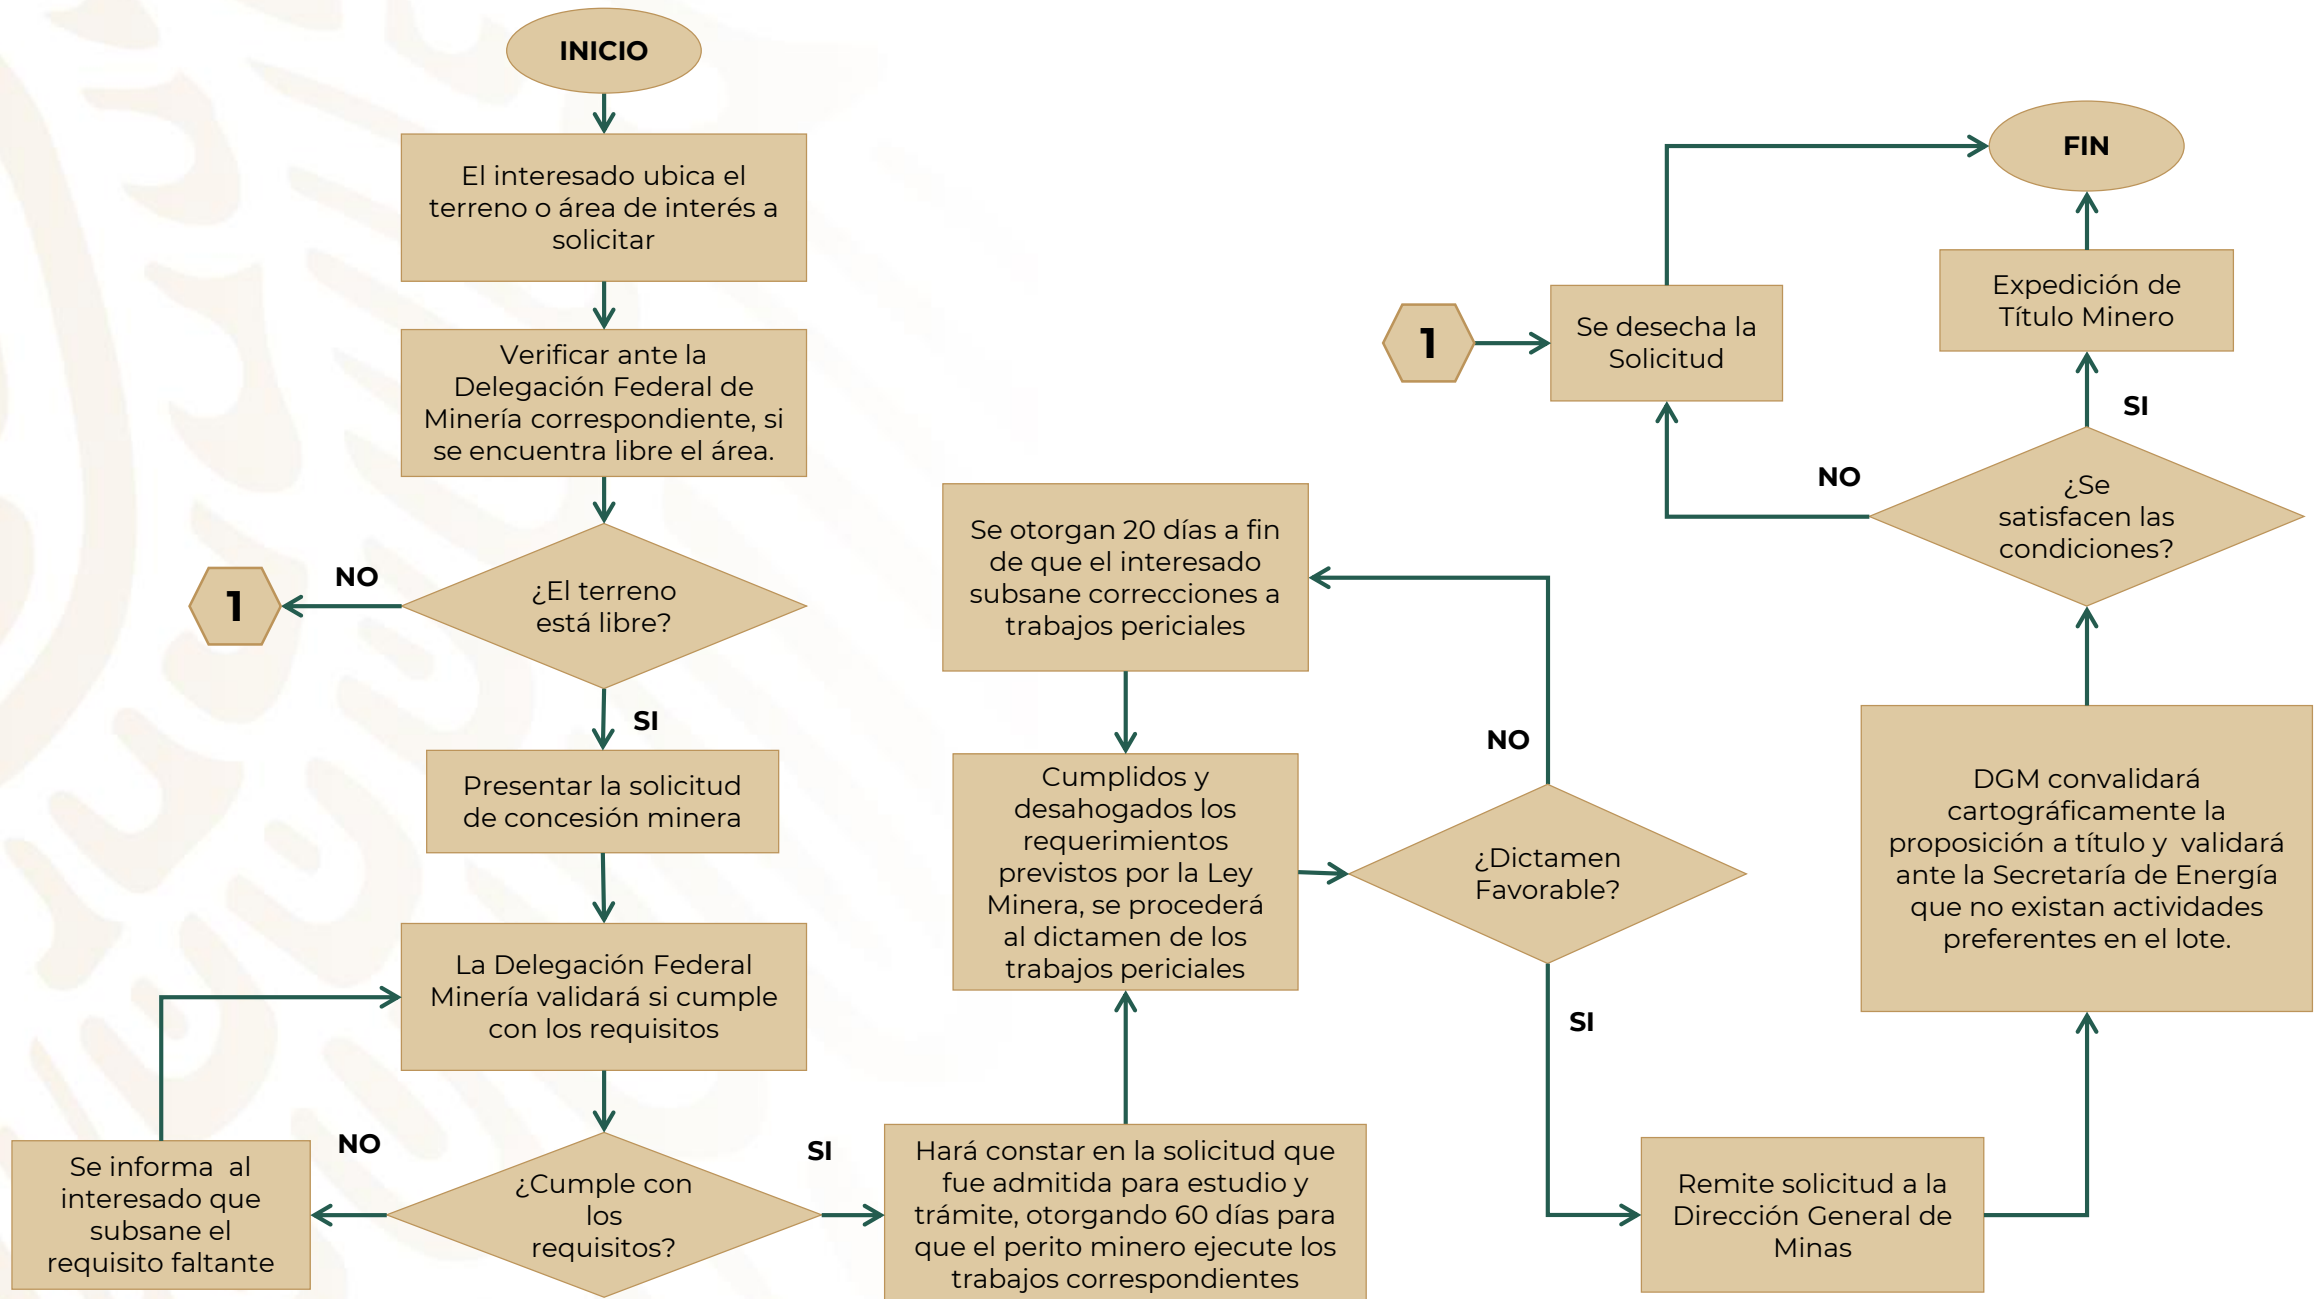 INICIO
El interesado ubica el
terreno o área de interés a
solicitar
Verificar ante la
Delegación Federal de
Minería correspondiente, si
se encuentra libre el área.
¿El terreno
está libre?
NO
1
SI
Presentar la solicitud
de concesión minera
La Delegación Federal
Minería validará si cumple
con los requisitos
¿Cumple con
los
requisitos?
NO
Se informa al
interesado que
subsane el
requisito faltante
SI
Hará constar en la solicitud que
fue admitida para estudio y
trámite, otorgando 60 días para
que el perito minero ejecute los
trabajos correspondientes
Cumplidos y
desahogados los
requerimientos
previstos por la Ley
Minera, se procederá
al dictamen de los
trabajos periciales
Se otorgan 20 días a fin
de que el interesado
subsane correcciones a
trabajos periciales
¿Dictamen
Favorable?
NO
SI
Remite solicitud a la
Dirección General de
Minas
DGM convalidará
cartográficamente la
proposición a título y validará
ante la Secretaría de Energía
que no existan actividades
preferentes en el lote.
¿Se
satisfacen las
condiciones?
NO
SI
1
Se desecha la
Solicitud
Expedición de
Título Minero
FIN